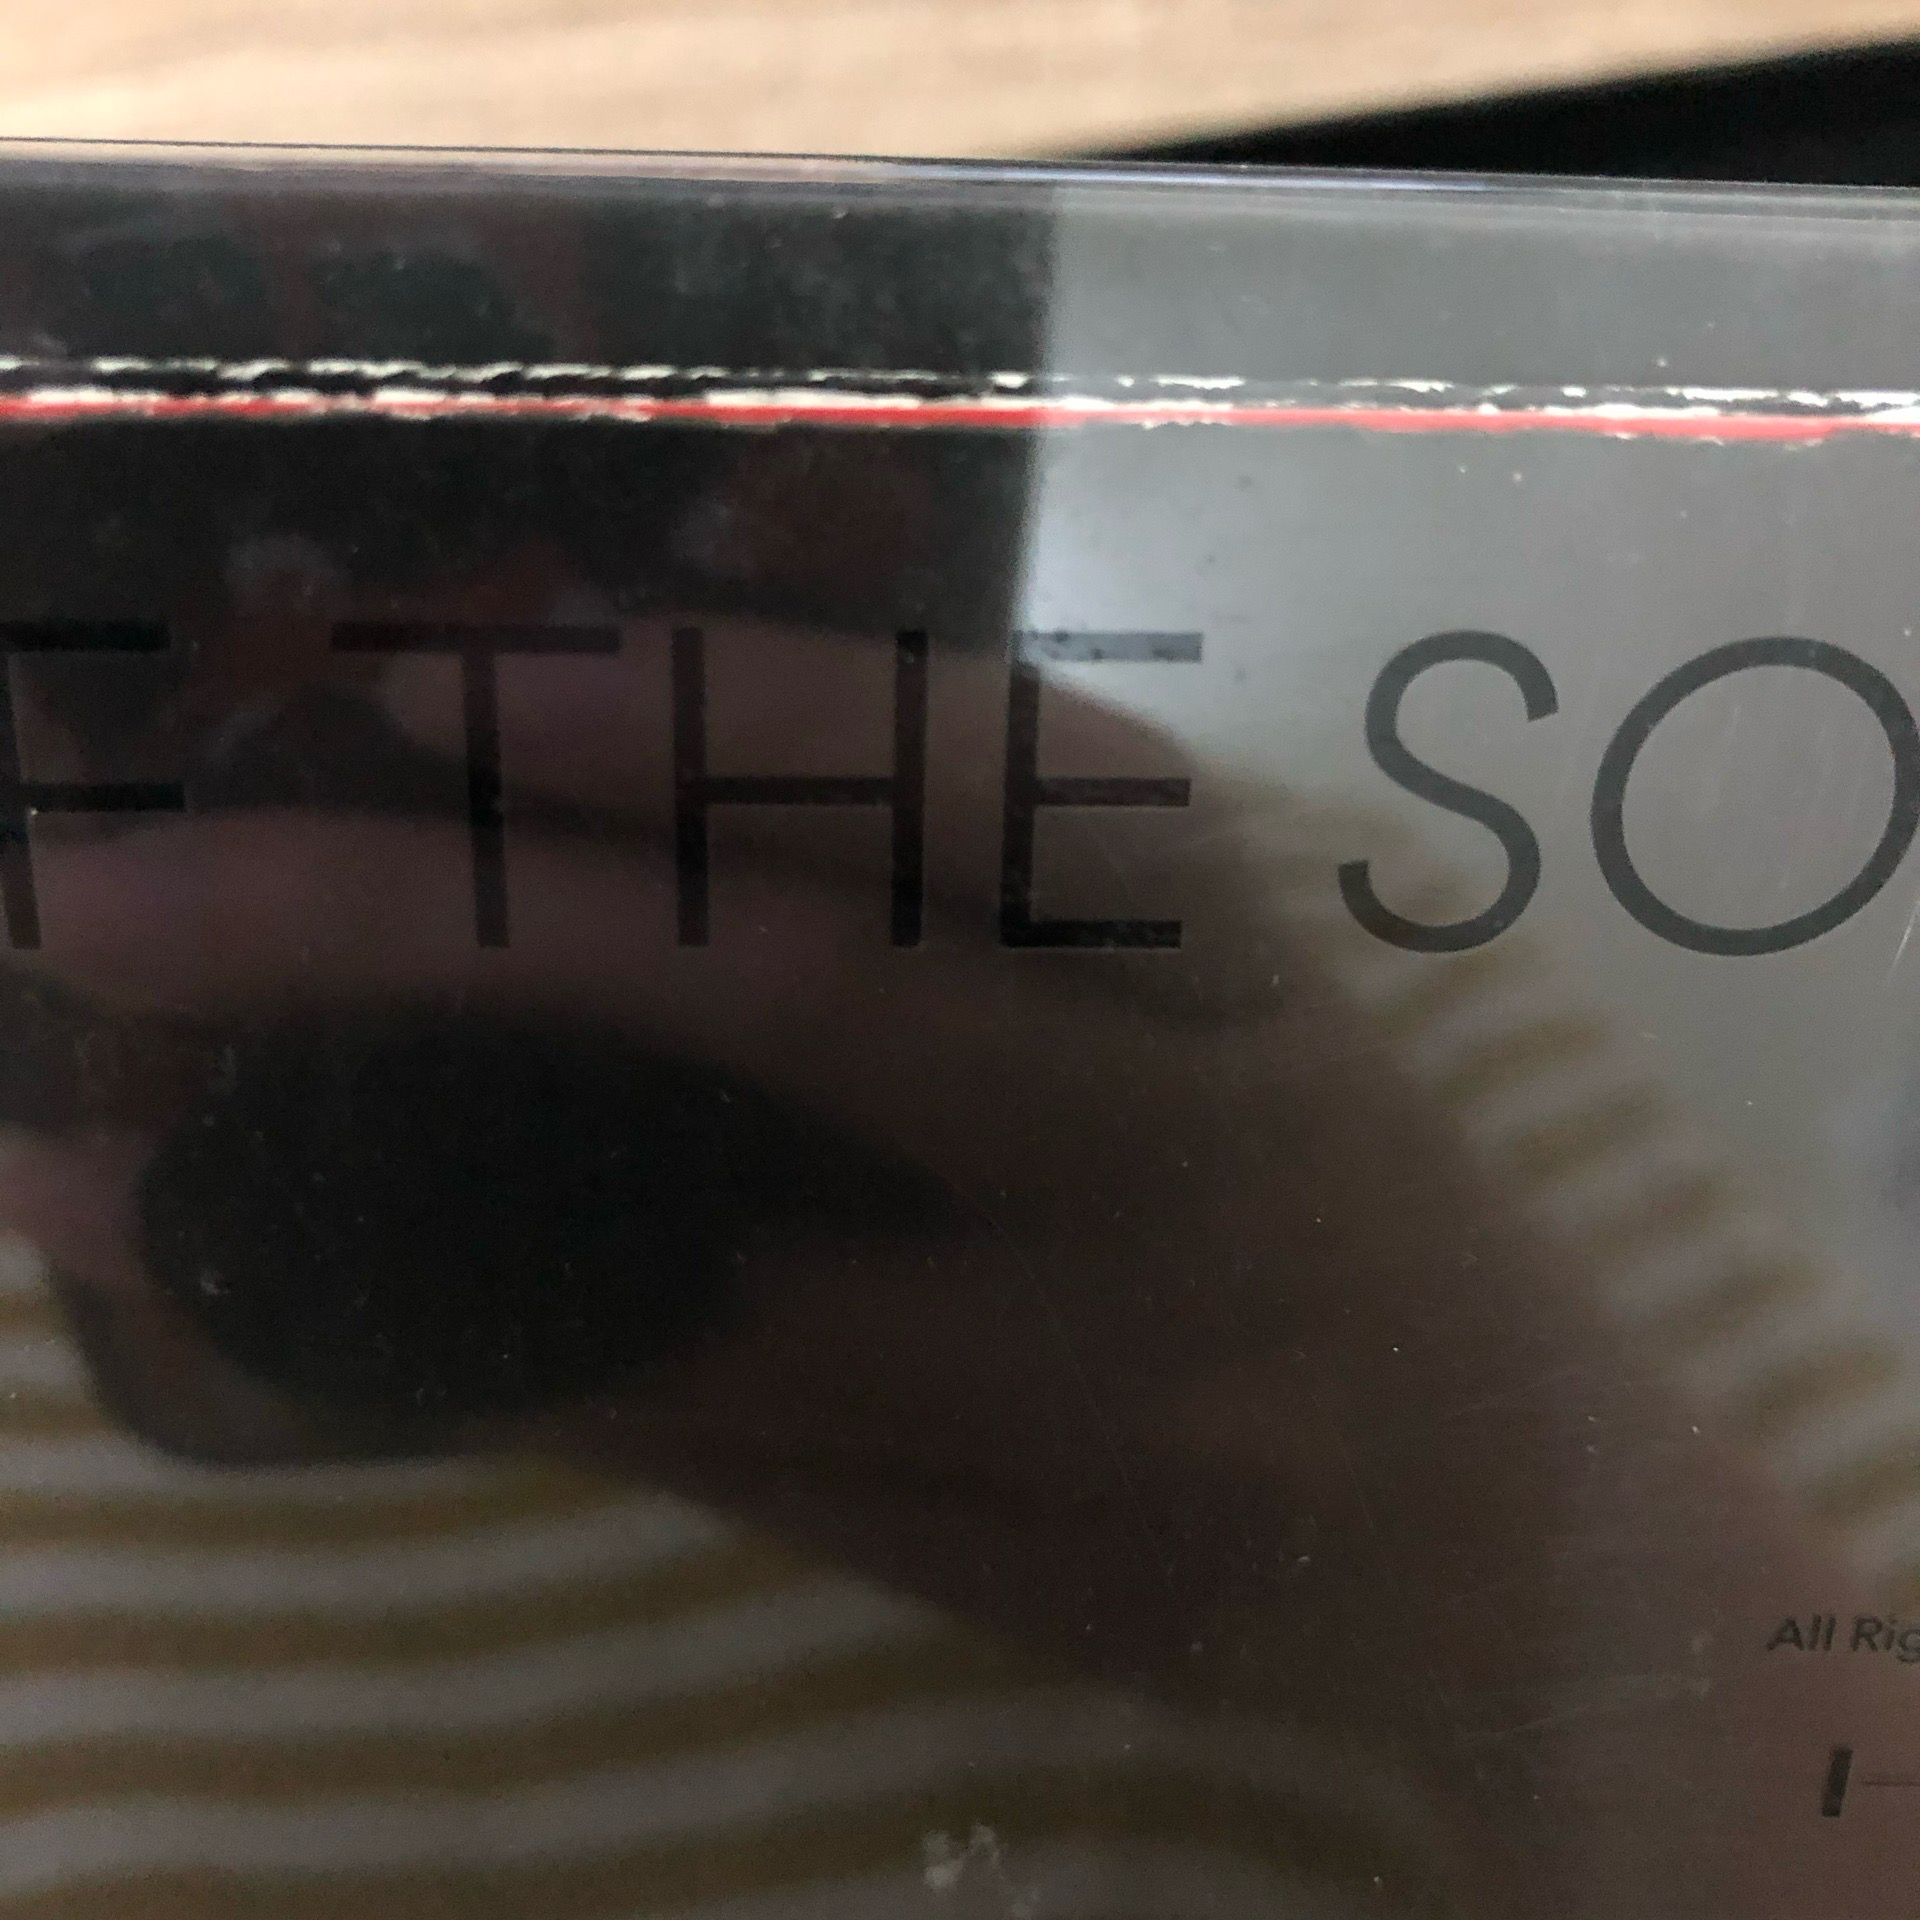 F THE SO
All Rig